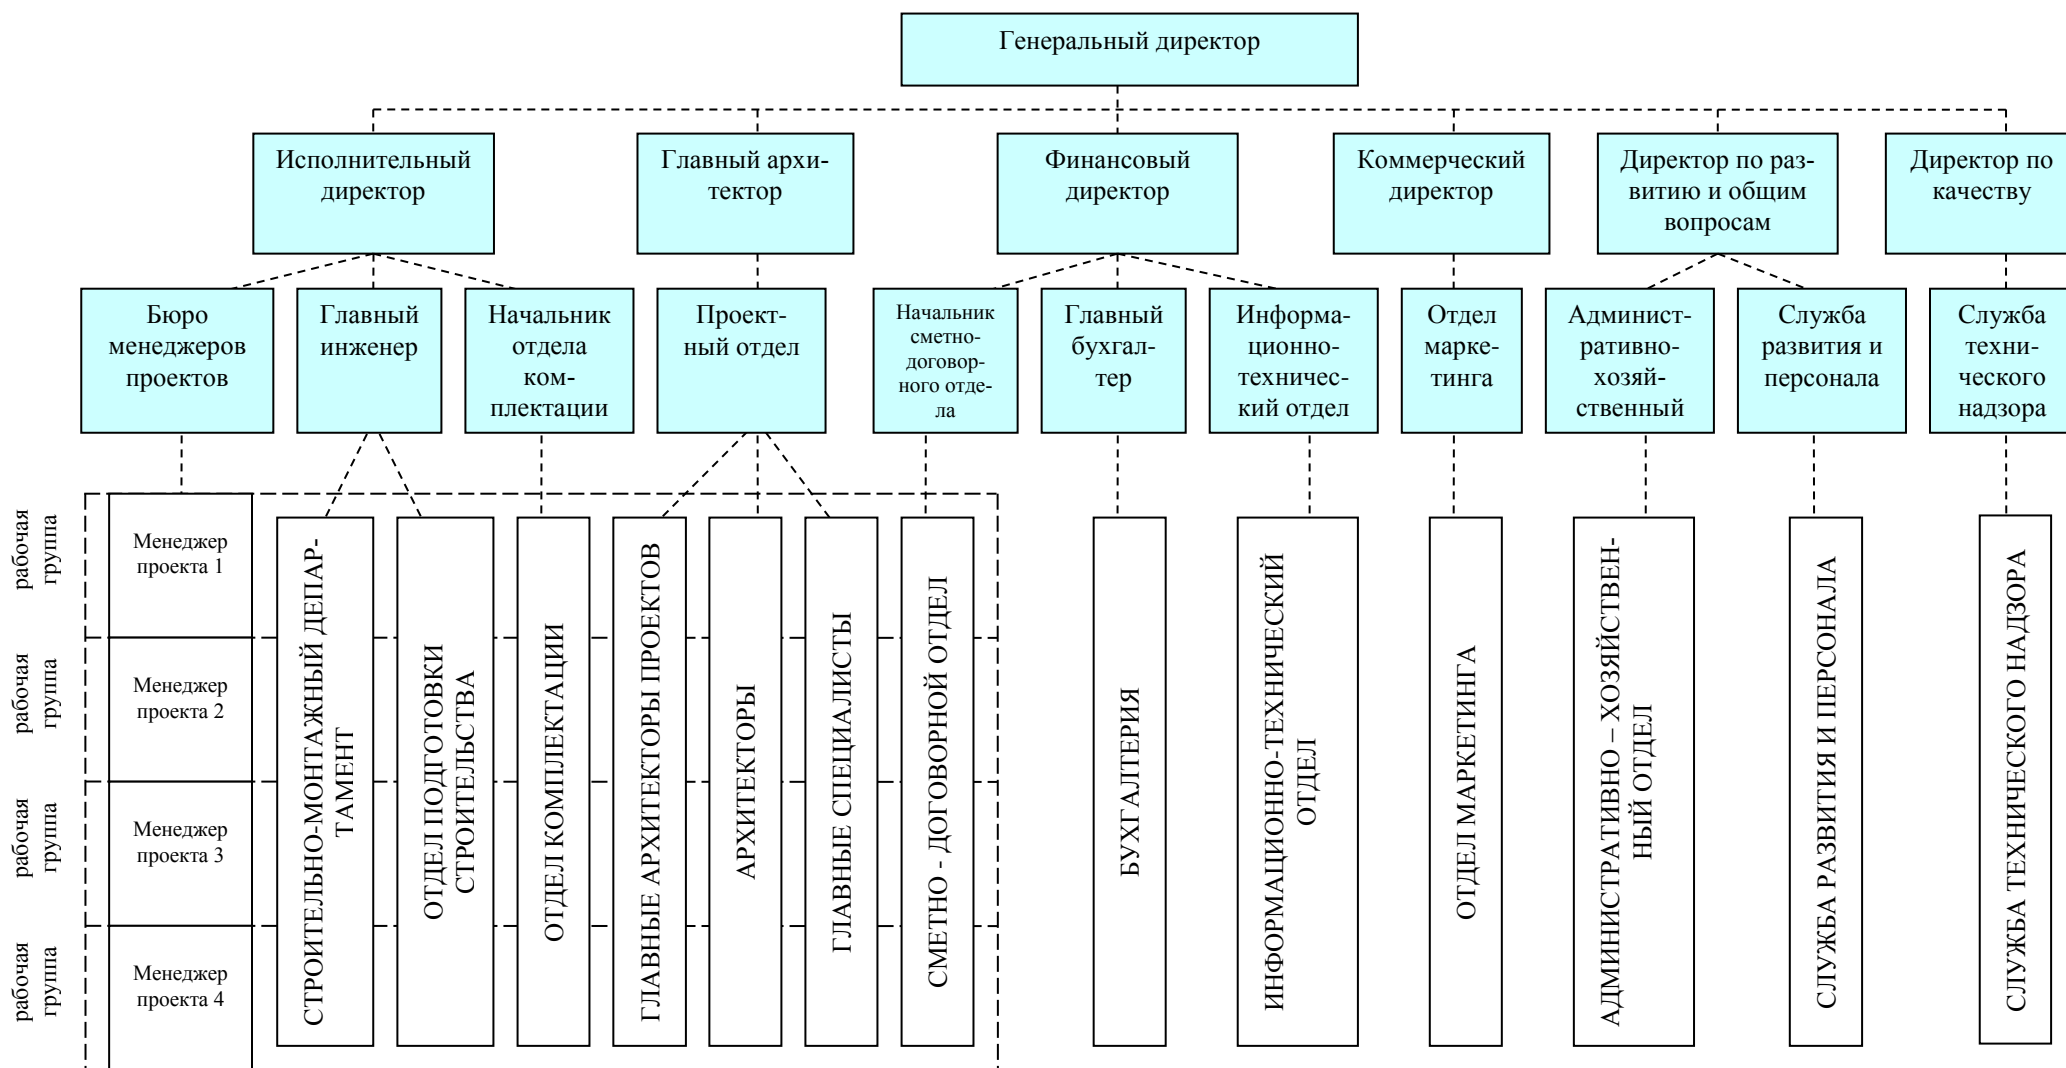 Генеральный директор
Исполнительный
директор
Главный архи-
тектор
Финансовый
директор
Коммерческий
директор
Директор по раз-
витию и общим
вопросам
Директор по
качеству
Бюро
менеджеров
проектов
Главный
инженер
Начальник
отдела
ком-
плектации
Проект-
ный отдел
Начальник
сметно-
договор-
ного отде-
ла
Главный
бухгал-
тер
Информа-
ционно-
техничес-
кий отдел
Отдел
марке-
тинга
Админист-
ративно-
хозяй-
ственный
Служба
развития и
персонала
Служба
техни-
ческого
надзора
рабочая
группа
Менеджер
проекта 1
рабочая
группа
Менеджер
проекта 2
рабочая
группа
Менеджер
проекта 3
рабочая
группа
Менеджер
проекта 4
СТРОИТЕЛЬНО-МОНТАЖНЫЙ ДЕПАР-
ТАМЕНТ
ОТДЕЛ ПОДГОТОВКИ
СТРОИТЕЛЬСТВА
ОТДЕЛ КОМПЛЕКТАЦИИ
ГЛАВНЫЕ АРХИТЕКТОРЫ ПРОЕКТОВ
АРХИТЕКТОРЫ
ГЛАВНЫЕ СПЕЦИАЛИСТЫ
СМЕТНО - ДОГОВОРНОЙ ОТДЕЛ
БУХГАЛТЕРИЯ
ИНФОРМАЦИОННО-ТЕХНИЧЕСКИЙ
ОТДЕЛ
ОТДЕЛ МАРКЕТИНГА
АДМИНИСТРАТИВНО – ХОЗЯЙСТВЕН-
НЫЙ ОТДЕЛ
СЛУЖБА РАЗВИТИЯ И ПЕРСОНАЛА
СЛУЖБА ТЕХНИЧЕСКОГО НАДЗОРА